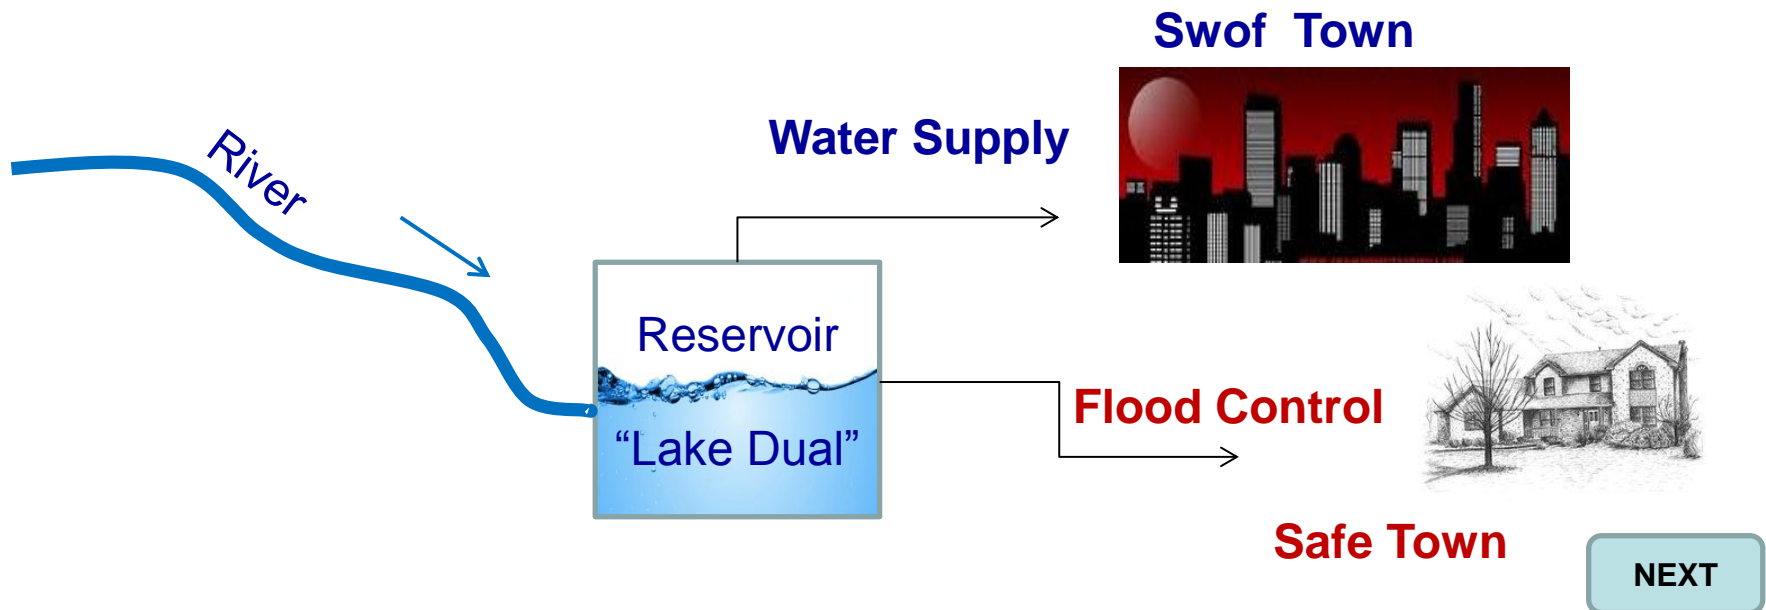 Swof Town
Water Supply
River
Reservoir
“Lake Dual”
Flood Control
Safe Town
NEXT